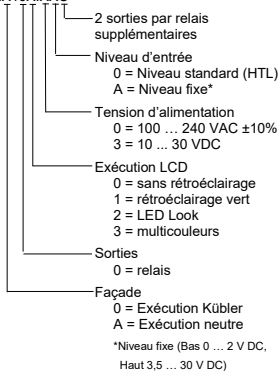 2 sorties par relais
supplémentaires
Niveau d’entrée
0 = Niveau standard (HTL)
A = Niveau fixe*
Tension d’alimentation
0 = 100 … 240 VAC ±10%
3 = 10 ... 30 VDC
Exécution LCD
0 = sans rétroéclairage
1 = rétroéclairage vert
2 = LED Look
3 = multicouleurs
Sorties
0 = relais
Façade
0 = Exécution Kübler
A = Exécution neutre
*Niveau fixe (Bas 0 … 2 V DC,
Haut 3,5 … 30 V DC)